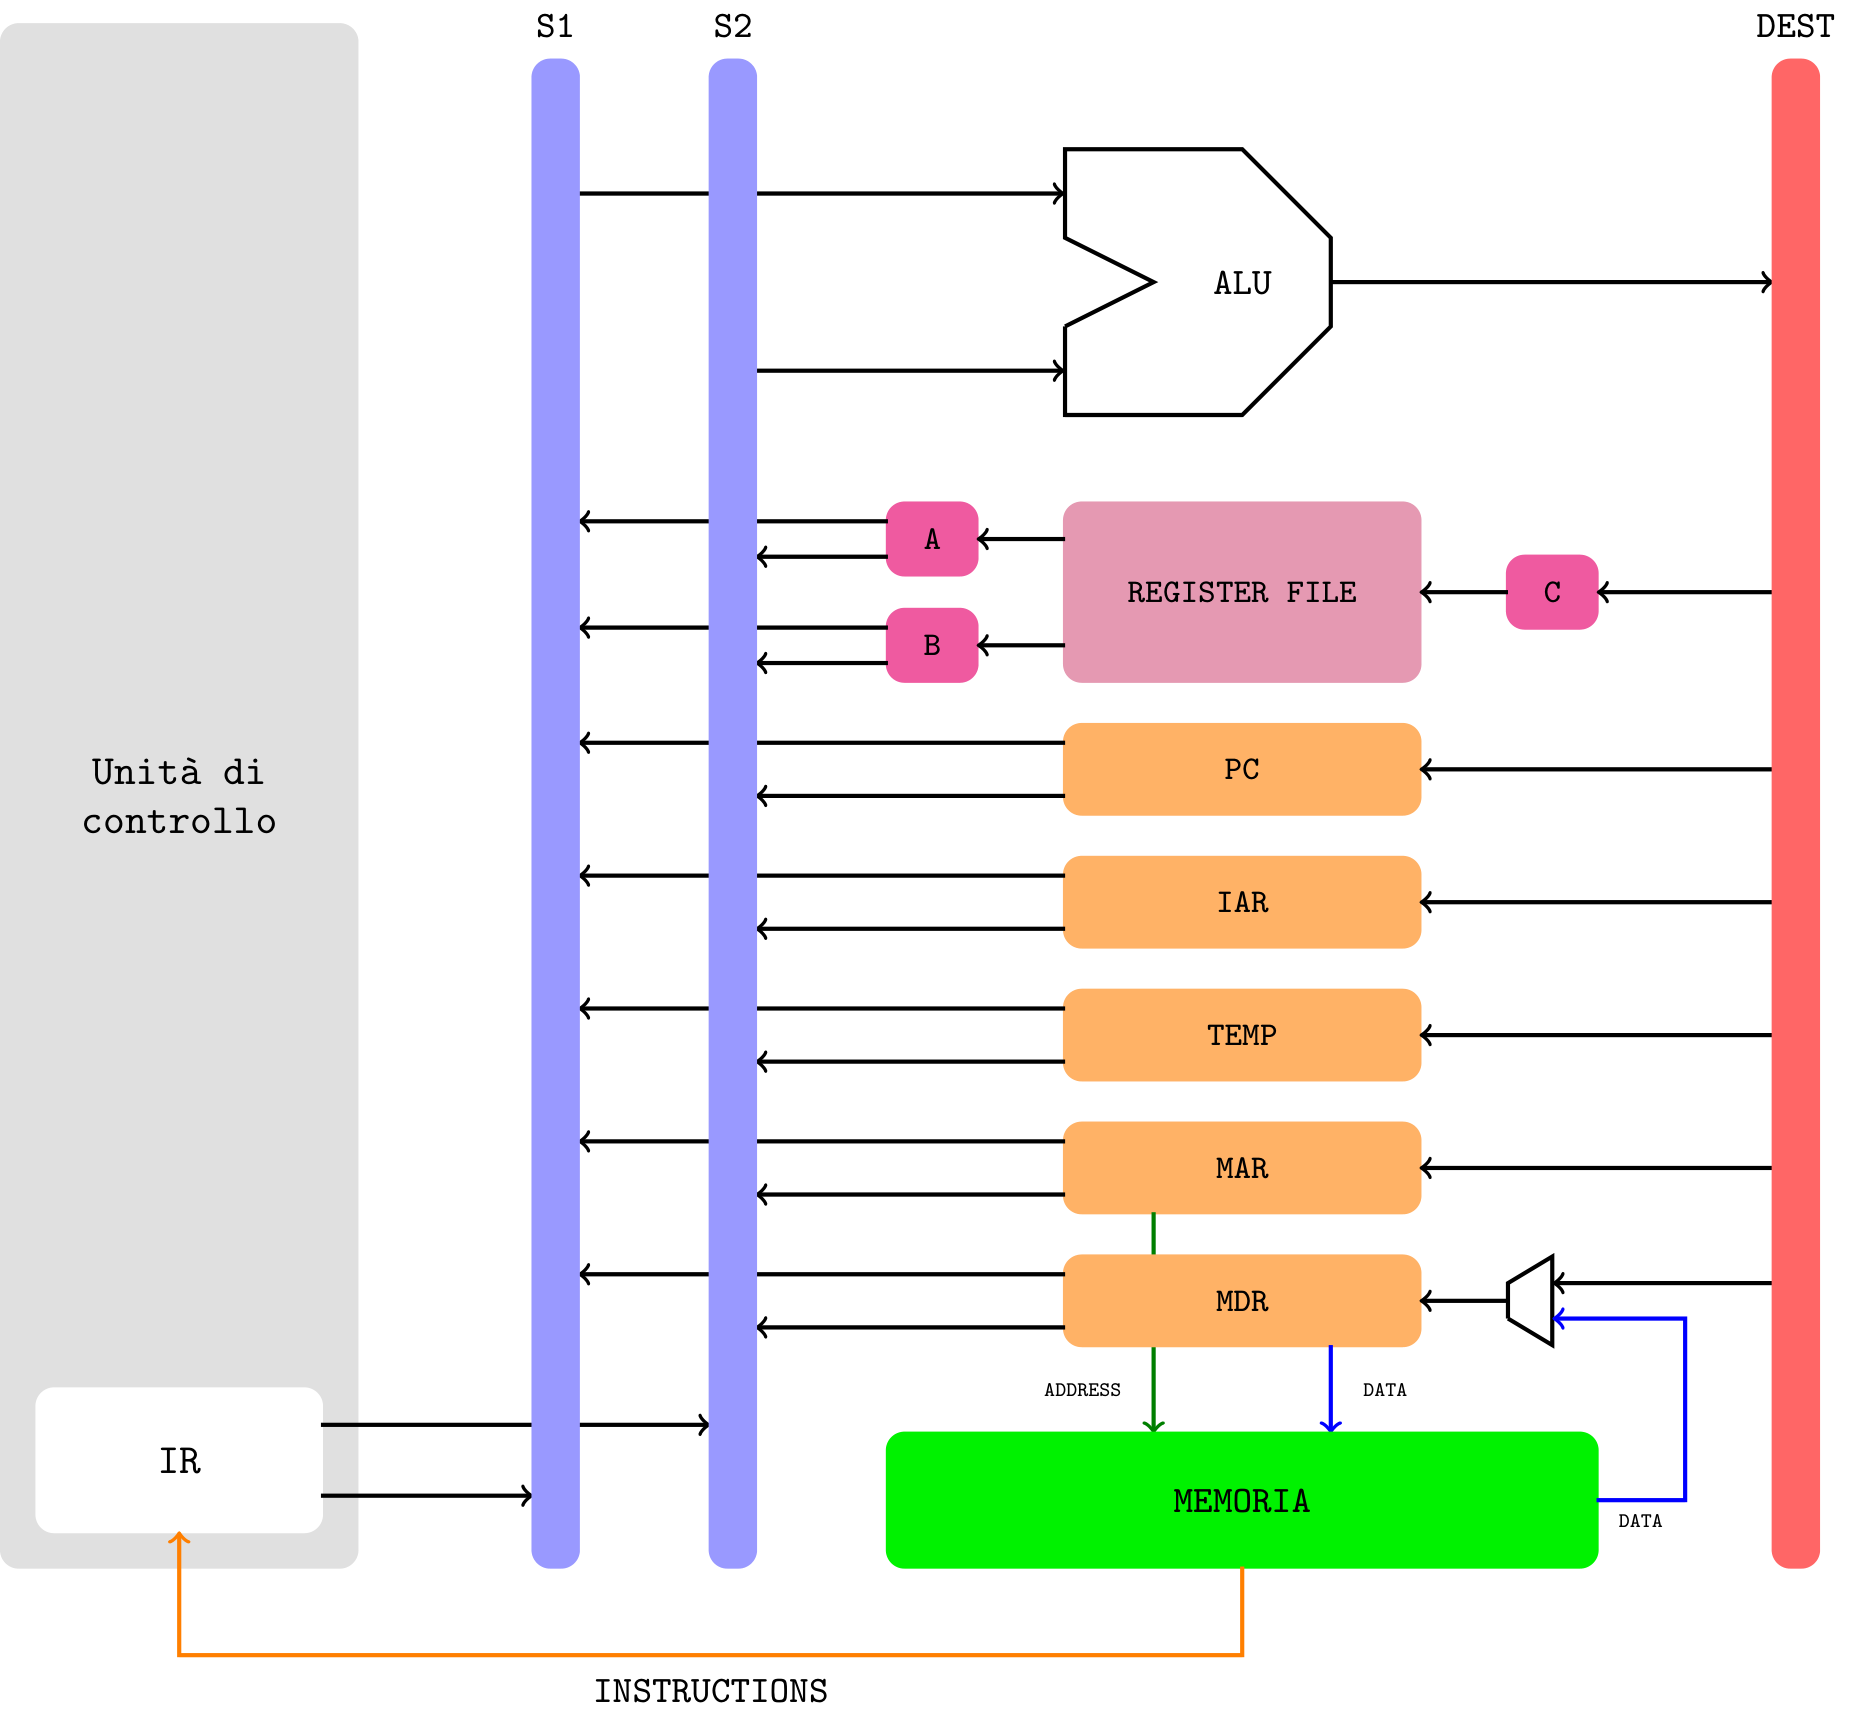 S1
S2
DEST
ALU
A
REGISTER FILE
C
B
PC
Unità di
controllo
IAR
TEMP
MAR
MDR
ADDRESS
DATA
IR
MEMORIA
DATA
INSTRUCTIONS